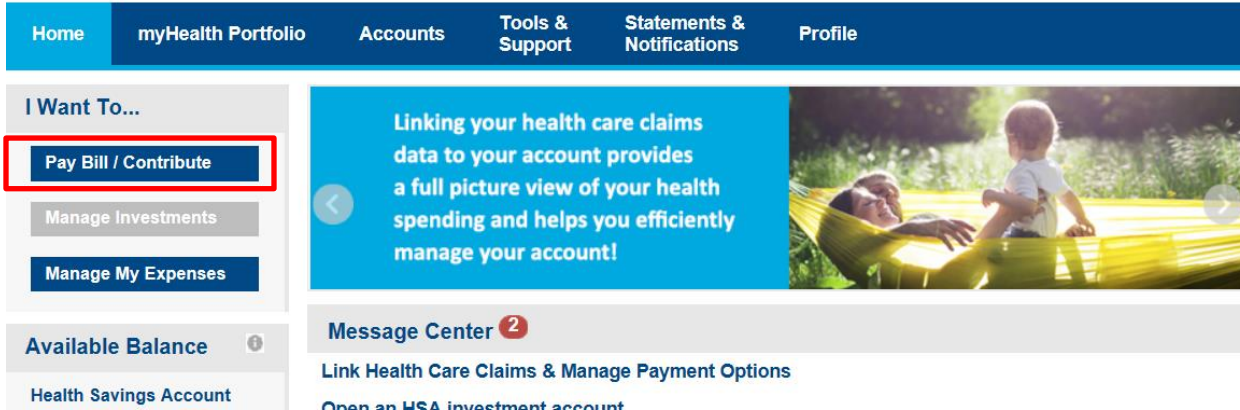 Home
myHealth Portfolio
Accounts
Tools &
Support
Statements &
Notifications
Profile
I Want To...
Pay Bill / Contribute
Manage Investments
Manage My Expenses
Available Balance
Health Savings Account
Linking your health care claims
data to your account provides
a full picture view of your health
spending and helps you efficiently
manage your account!
Message Center 2
Link Health Care Claims & Manage Payment Options
Open an HSA investment account